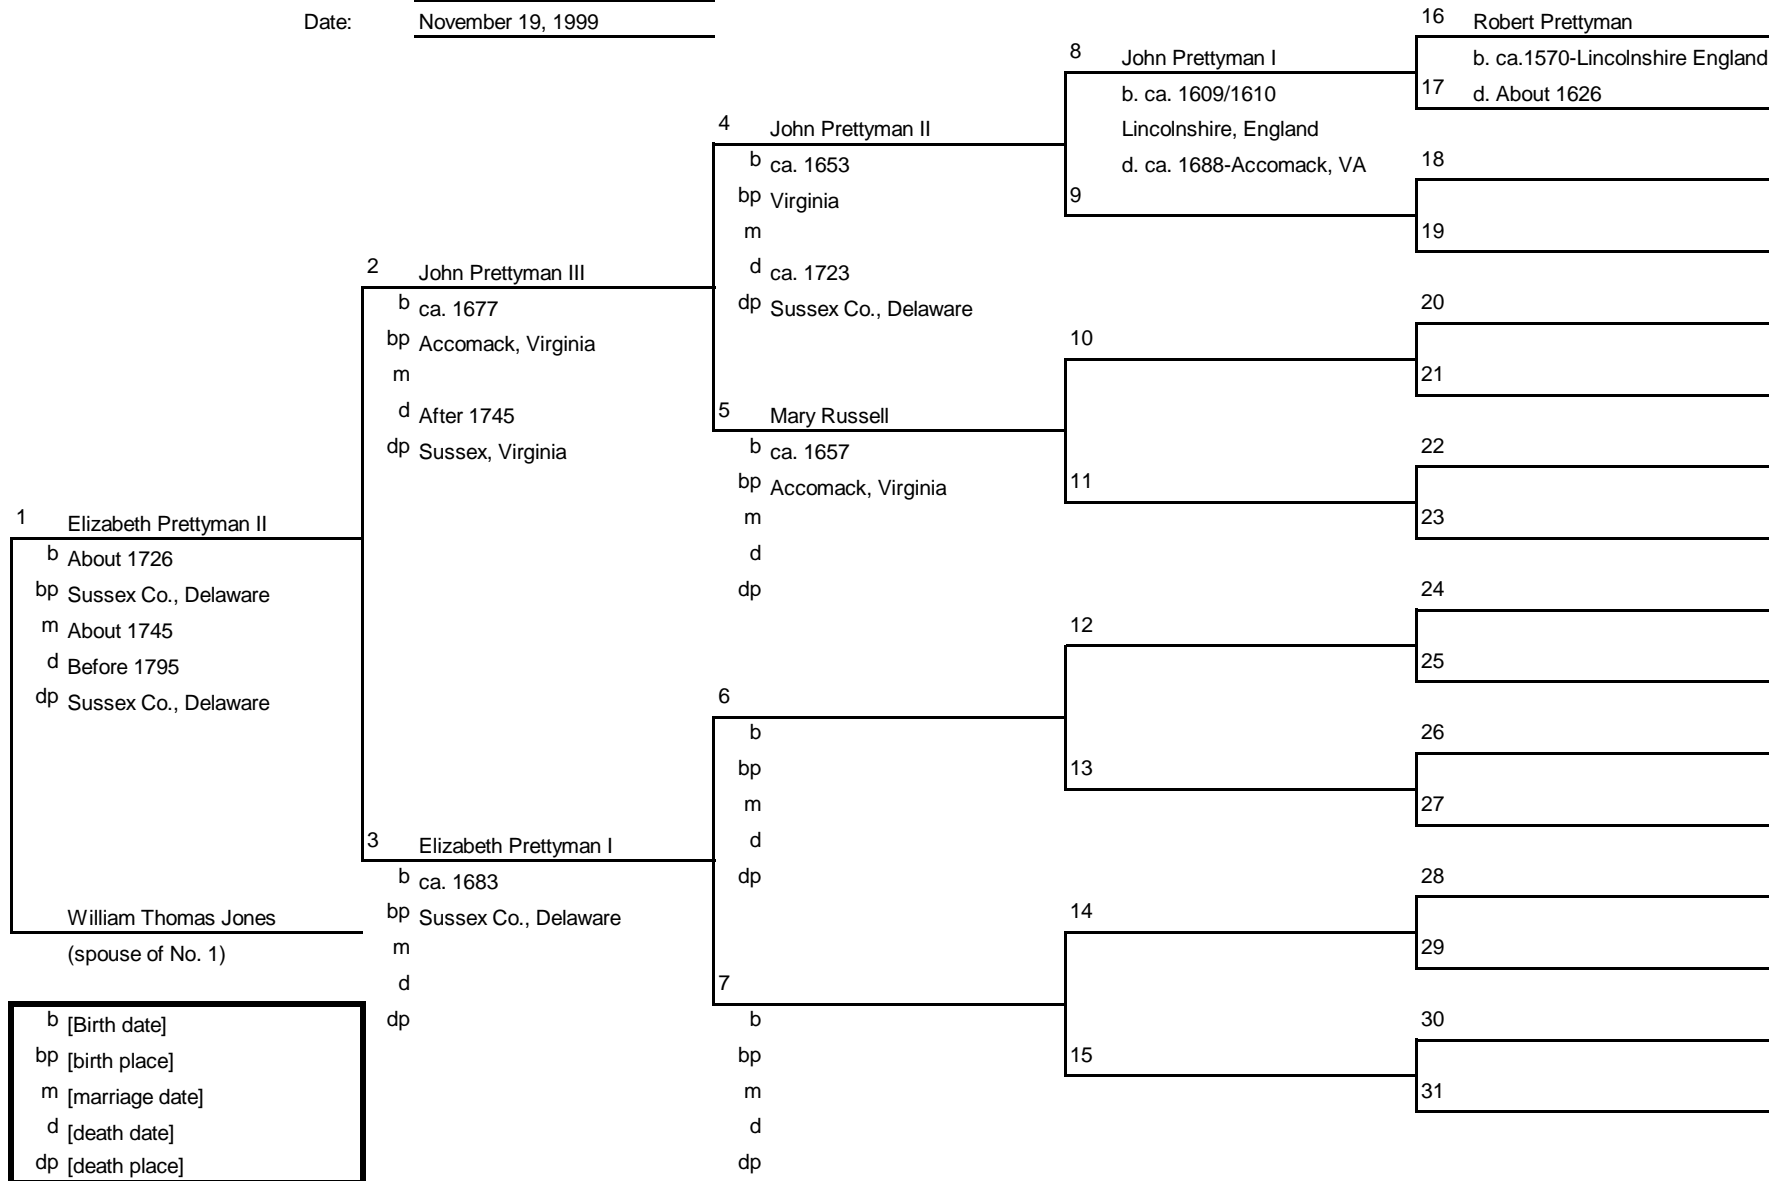 Date: November 19, 1999
1 Elizabeth Prettyman II
b About 1726
bp Sussex Co., Delaware
m About 1745
d Before 1795
dp Sussex Co., Delaware
William Thomas Jones
(spouse of No. 1)
b [Birth date]
bp [birth place]
m [marriage date]
d [death date]
dp [death place]
2 John Prettyman III
b ca. 1677
bp Accomack, Virginia
m
d After 1745
dp Sussex, Virginia
3 Elizabeth Prettyman I
b ca. 1683
bp Sussex Co., Delaware
m
d
dp
4 John Prettyman II
b ca. 1653
bp Virginia
m
d ca. 1723
dp Sussex Co., Delaware
5 Mary Russell
b ca. 1657
bp Accomack, Virginia
m
d
dp
6
b
bp
m
d
dp
7
b
bp
m
d
dp
8 John Prettyman I
b. ca. 1609/1610
Lincolnshire, England
d. ca. 1688-Accomack, VA
9
10
11
12
13
14
15
16 Robert Prettyman
b. ca.1570-Lincolnshire England
17 d. About 1626
18
19
20
21
22
23
24
25
26
27
28
29
30
31